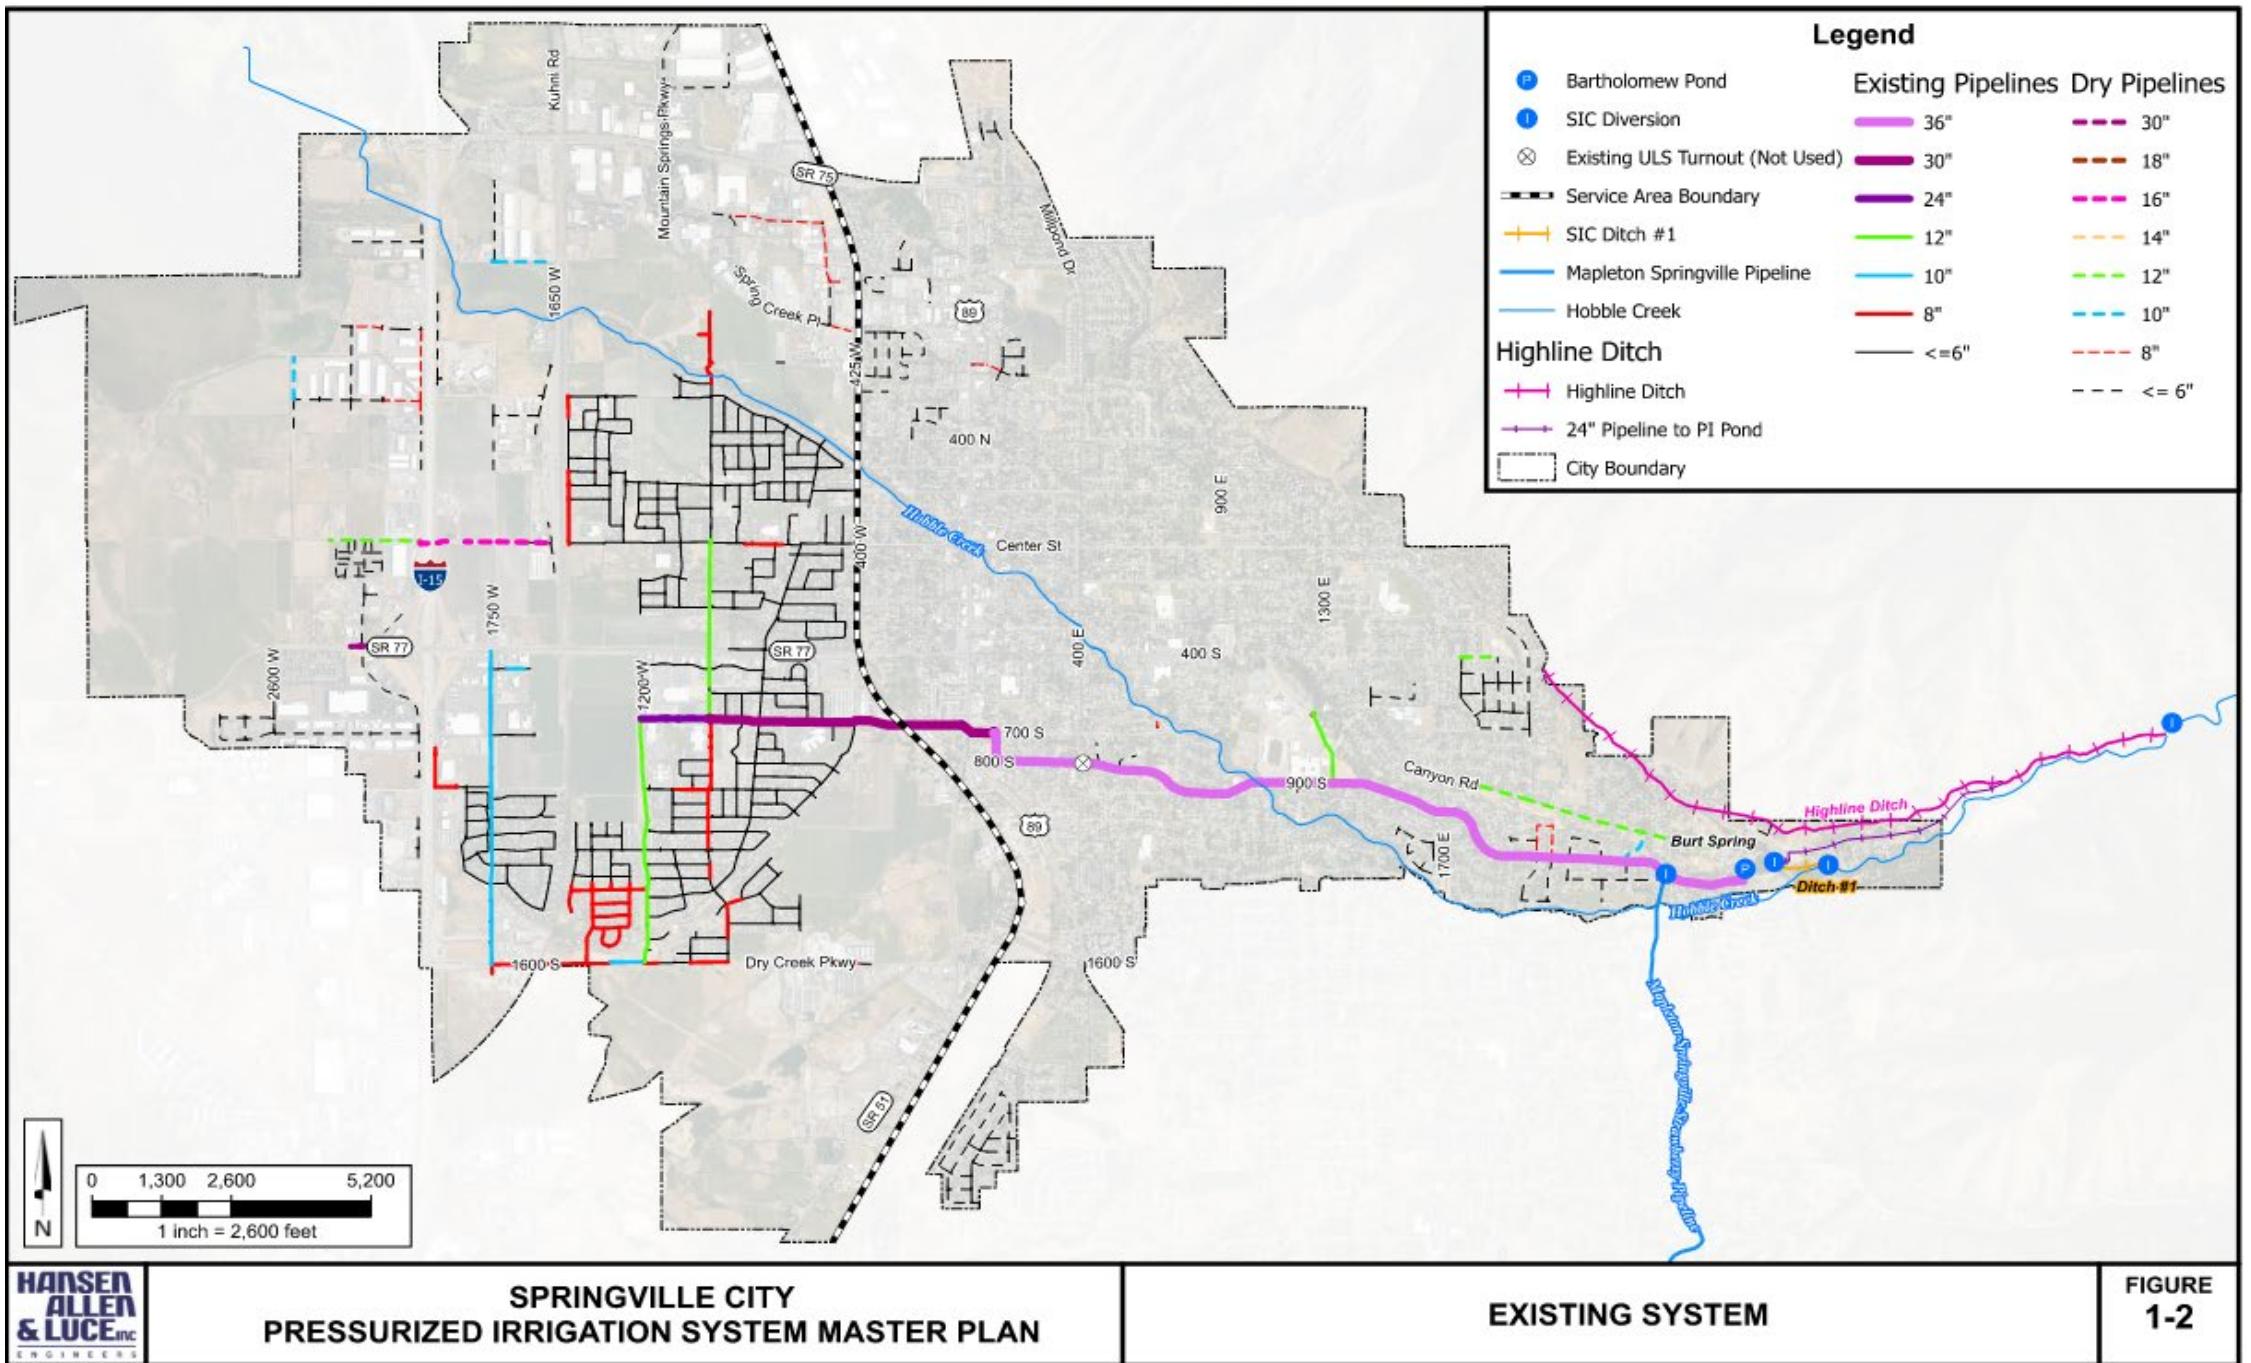 Legend
Bartholomew Pond
SIC Diversion
Existing ULS Turnout (Not Used)
Service Area Boundary
SIC Ditch #1
Mapleton Springville Pipeline
Hobble Creek
Highline Ditch
Highline Ditch
24" Pipeline to PI Pond
City Boundary
Existing Pipelines
36"
30"
24"
12"
10"
8"
<=6"
Dry Pipelines
30"
18"
16"
14"
12"
10"
8"
<= 6"
P
I
Kuhni Rd
Mountain Springs Pkwy
SR 75
Millpond Dr
1650 W
Spring Creek Pl
89
425 W
400 N
900 E
Hobble Creek
Center St
400 W
I-15
1750 W
1300 E
SR 77
SR 77
2600 W
1200 W
400 E
400 S
700 S
800 S
900 S
Canyon Rd
Highline Ditch
89
1700 E
Burt Spring
I
P
I
I
I
Ditch #1
Hobble Creek
1600 S
Dry Creek Pkwy
1600 S
Mapleton-Springville-Strawberry-Pipeline
SR 51
N
0 1,300 2,600 5,200
1 inch = 2,600 feet
HANSEN
ALLEN
& LUCE INC
ENGINEERS
SPRINGVILLE CITY
PRESSURIZED IRRIGATION SYSTEM MASTER PLAN
EXISTING SYSTEM
FIGURE
1-2